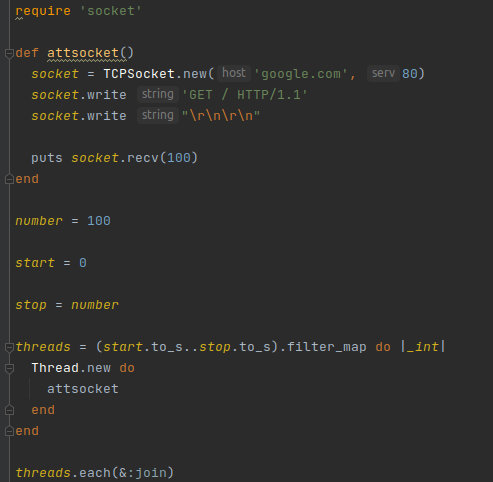 require 'socket'
def attsocket()
socket = TCPSocket.new( host 'google.com', serv 80)
socket.write string 'GET / HTTP/1.1'
socket.write string "\r\n\r\n"
puts socket.recv(100)
end
number = 100
start = 0
stop = number
threads = (start.to_s..stop.to_s).filter_map do |_int|
Thread.new do
attsocket
end
end
threads.each(&:join)